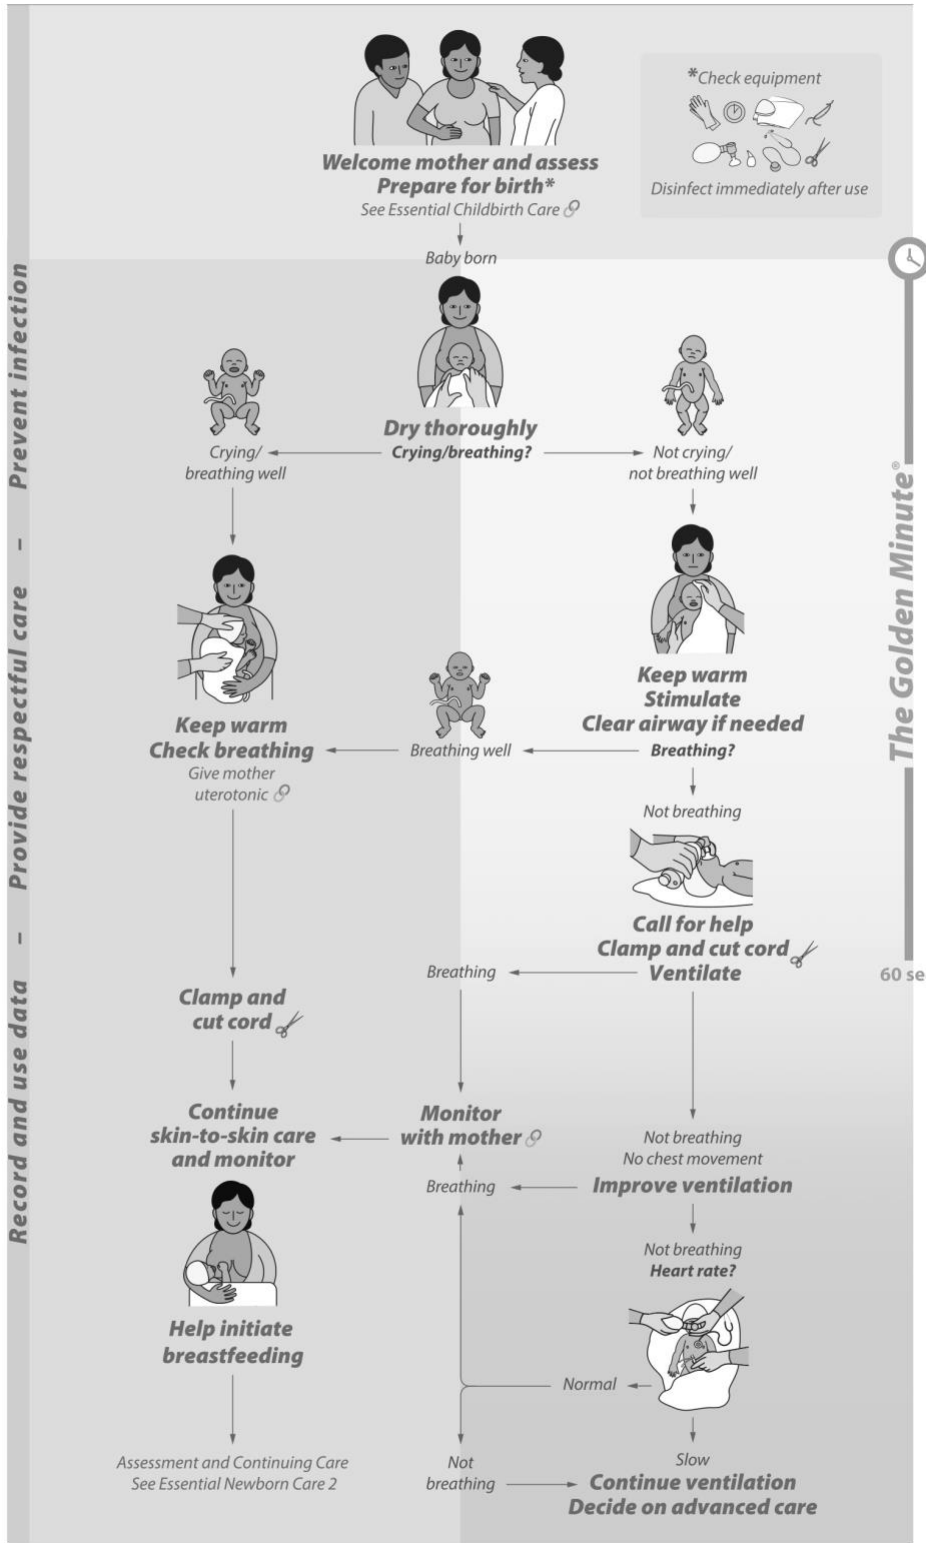 Welcome mother and assess
Prepare for birth*
See Essential Childbirth Care
*Check equipment
Disinfect immediately after use
Baby born
Dry thoroughly
Crying/breathing?
Crying/
breathing well
Not crying/
not breathing well
Keep warm
Stimulate
Clear airway if needed
Breathing?
Breathing well
Keep warm
Check breathing
Give mother
uterotonic
Not breathing
Call for help
Clamp and cut cord
Ventilate
Breathing
Clamp and
cut cord
Continue
skin-to-skin care
and monitor
Monitor
with mother
Not breathing
No chest movement
Improve ventilation
Breathing
Not breathing
Heart rate?
Help initiate
breastfeeding
Normal
Assessment and Continuing Care
See Essential Newborn Care 2
Not
breathing
Slow
Continue ventilation
Decide on advanced care
Record and use data – Provide respectful care – Prevent infection
The Golden Minute®
60 se